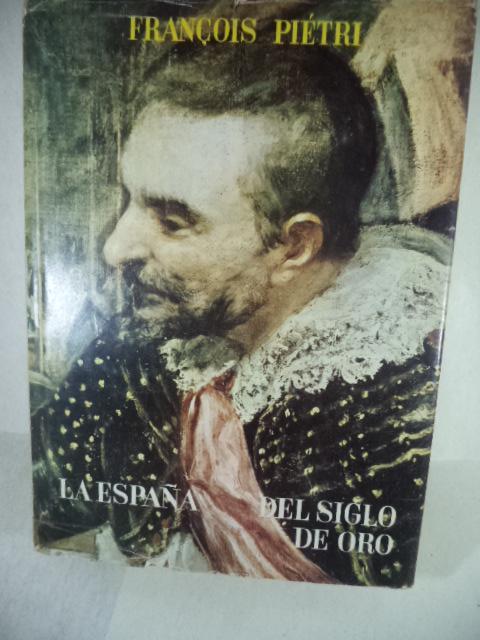 FRANÇOIS PIÉTRI
LA ESPAÑA DEL SIGLO
DE ORO